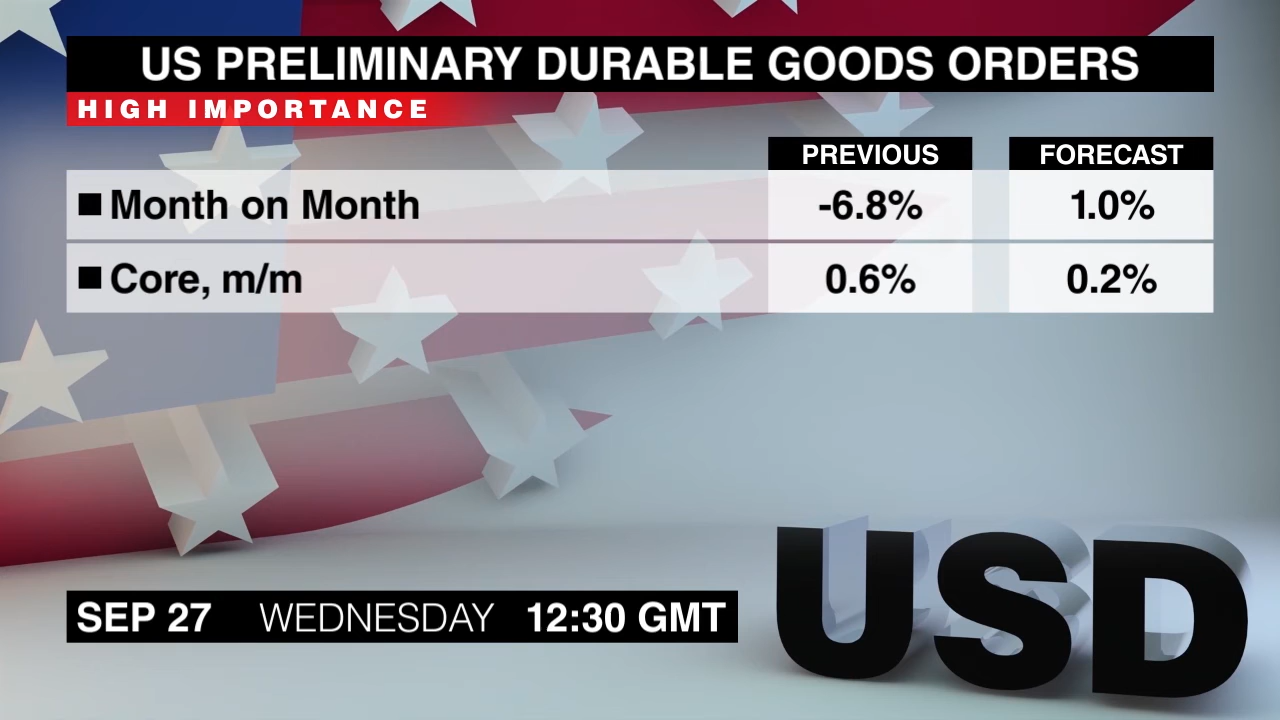 US PRELIMINARY DURABLE GOODS ORDERS
HIGH IMPORTANCE
PREVIOUS FORECAST
Month on Month -6.8% 1.0%
Core, m/m 0.6% 0.2%
SEP 27 WEDNESDAY 12:30 GMT
USD